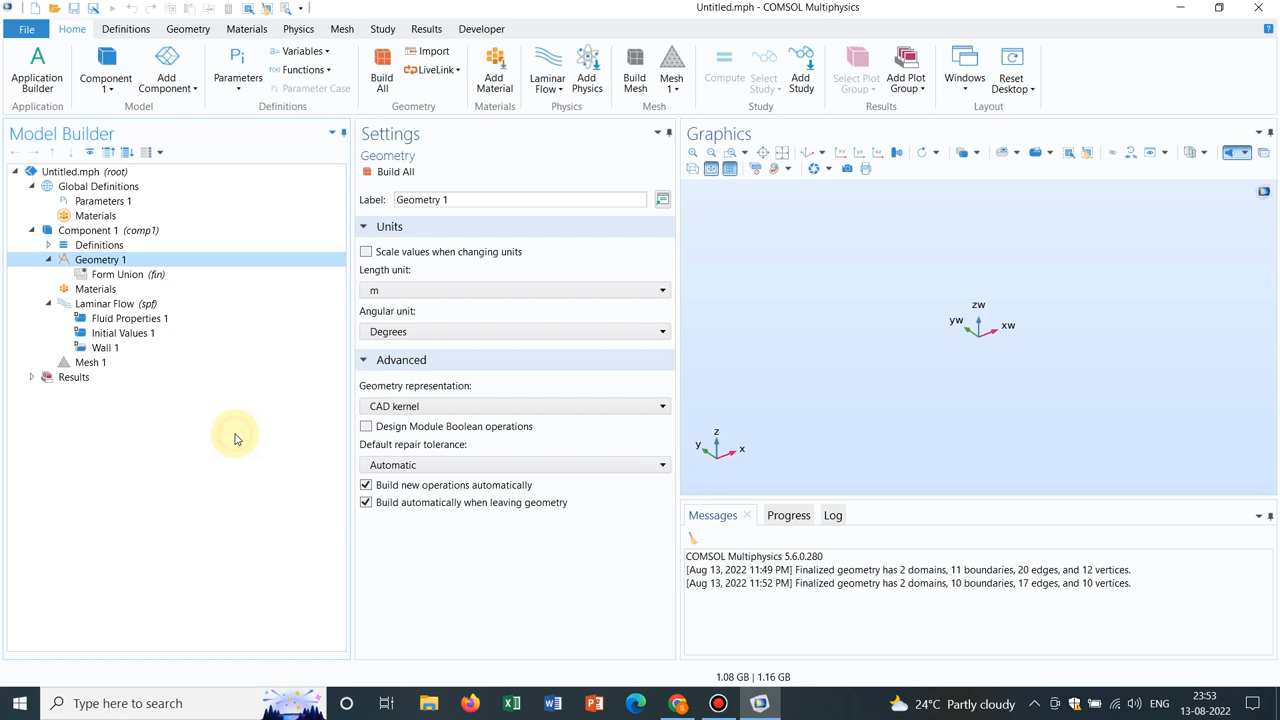 Untitled.mph - COMSOL Multiphysics
File Home Definitions Geometry Materials Physics Mesh Study Results Developer
Application Builder
Component 1
Add Component
Parameters
a= Variables
f(x) Functions
Pi Parameter Case
Build All
Import
LiveLink
Add Material
Laminar Flow
Add Physics
Build Mesh
Mesh 1
Compute
Select Study
Add Study
Select Plot Group
Add Plot Group
Windows
Reset Desktop
Application Model Definitions Geometry Materials Physics Mesh Study Results Layout
Model Builder
Untitled.mph (root)
Global Definitions
Pi Parameters 1
Materials
Component 1 (comp1)
Definitions
Geometry 1
Form Union (fin)
Materials
Laminar Flow (spf)
Fluid Properties 1
Initial Values 1
Wall 1
Mesh 1
Results
Settings
Geometry
Build All
Label: Geometry 1
Units
Scale values when changing units
Length unit:
m
Angular unit:
Degrees
Advanced
Geometry representation:
CAD kernel
Design Module Boolean operations
Default repair tolerance:
Automatic
Build new operations automatically
Build automatically when leaving geometry
Graphics
zw
yw xw
z
y x
Messages Progress Log
COMSOL Multiphysics 5.6.0.280
[Aug 13, 2022 11:49 PM] Finalized geometry has 2 domains, 11 boundaries, 20 edges, and 12 vertices.
[Aug 13, 2022 11:52 PM] Finalized geometry has 2 domains, 10 boundaries, 17 edges, and 10 vertices.
1.08 GB | 1.16 GB
Type here to search
24°C Partly cloudy
ENG
23:53
13-08-2022